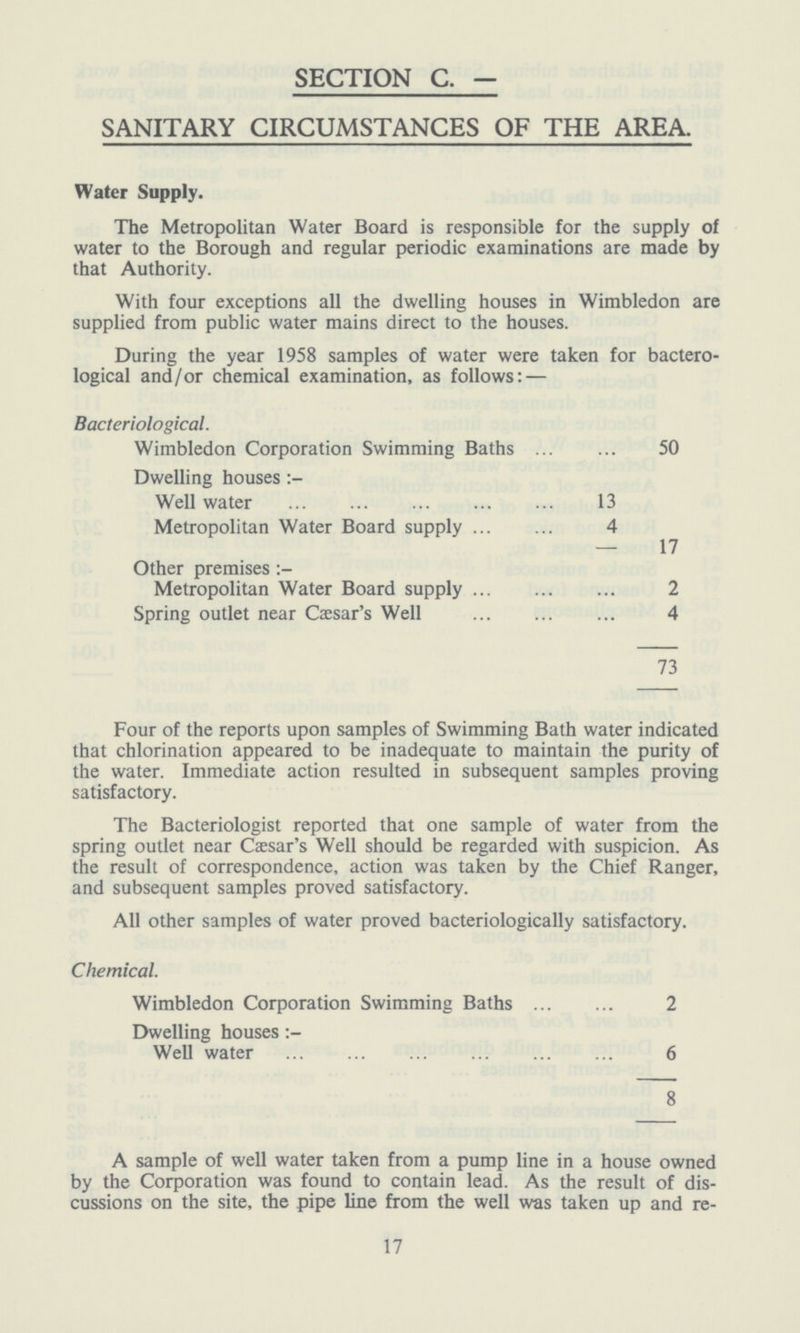 SECTION C. —
SANITARY CIRCUMSTANCES OF THE AREA.
Water Supply.
The Metropolitan Water Board is responsible for the supply of
water to the Borough and regular periodic examinations are made by
that Authority.
With four exceptions all the dwelling houses in Wimbledon are
supplied from public water mains direct to the houses.
During the year 1958 samples of water were taken for bactero-
logical and/or chemical examination, as follows:—
Bacteriological.
Wimbledon Corporation Swimming Baths ... ... 50
Dwelling houses :-
Well water ... ... ... ... ... 13
Metropolitan Water Board supply ... ... 4
— 17
Other premises :-
Metropolitan Water Board supply ... ... ... 2
Spring outlet near Cæsar's Well ... ... ... 4
73
Four of the reports upon samples of Swimming Bath water indicated
that chlorination appeared to be inadequate to maintain the purity of
the water. Immediate action resulted in subsequent samples proving
satisfactory.
The Bacteriologist reported that one sample of water from the
spring outlet near Cæsar's Well should be regarded with suspicion. As
the result of correspondence, action was taken by the Chief Ranger,
and subsequent samples proved satisfactory.
All other samples of water proved bacteriologically satisfactory.
Chemical.
Wimbledon Corporation Swimming Baths ... ... 2
Dwelling houses :-
Well water ... ... ... ... ... ... 6
8
A sample of well water taken from a pump line in a house owned
by the Corporation was found to contain lead. As the result of dis-
cussions on the site, the pipe line from the well was taken up and re-
17